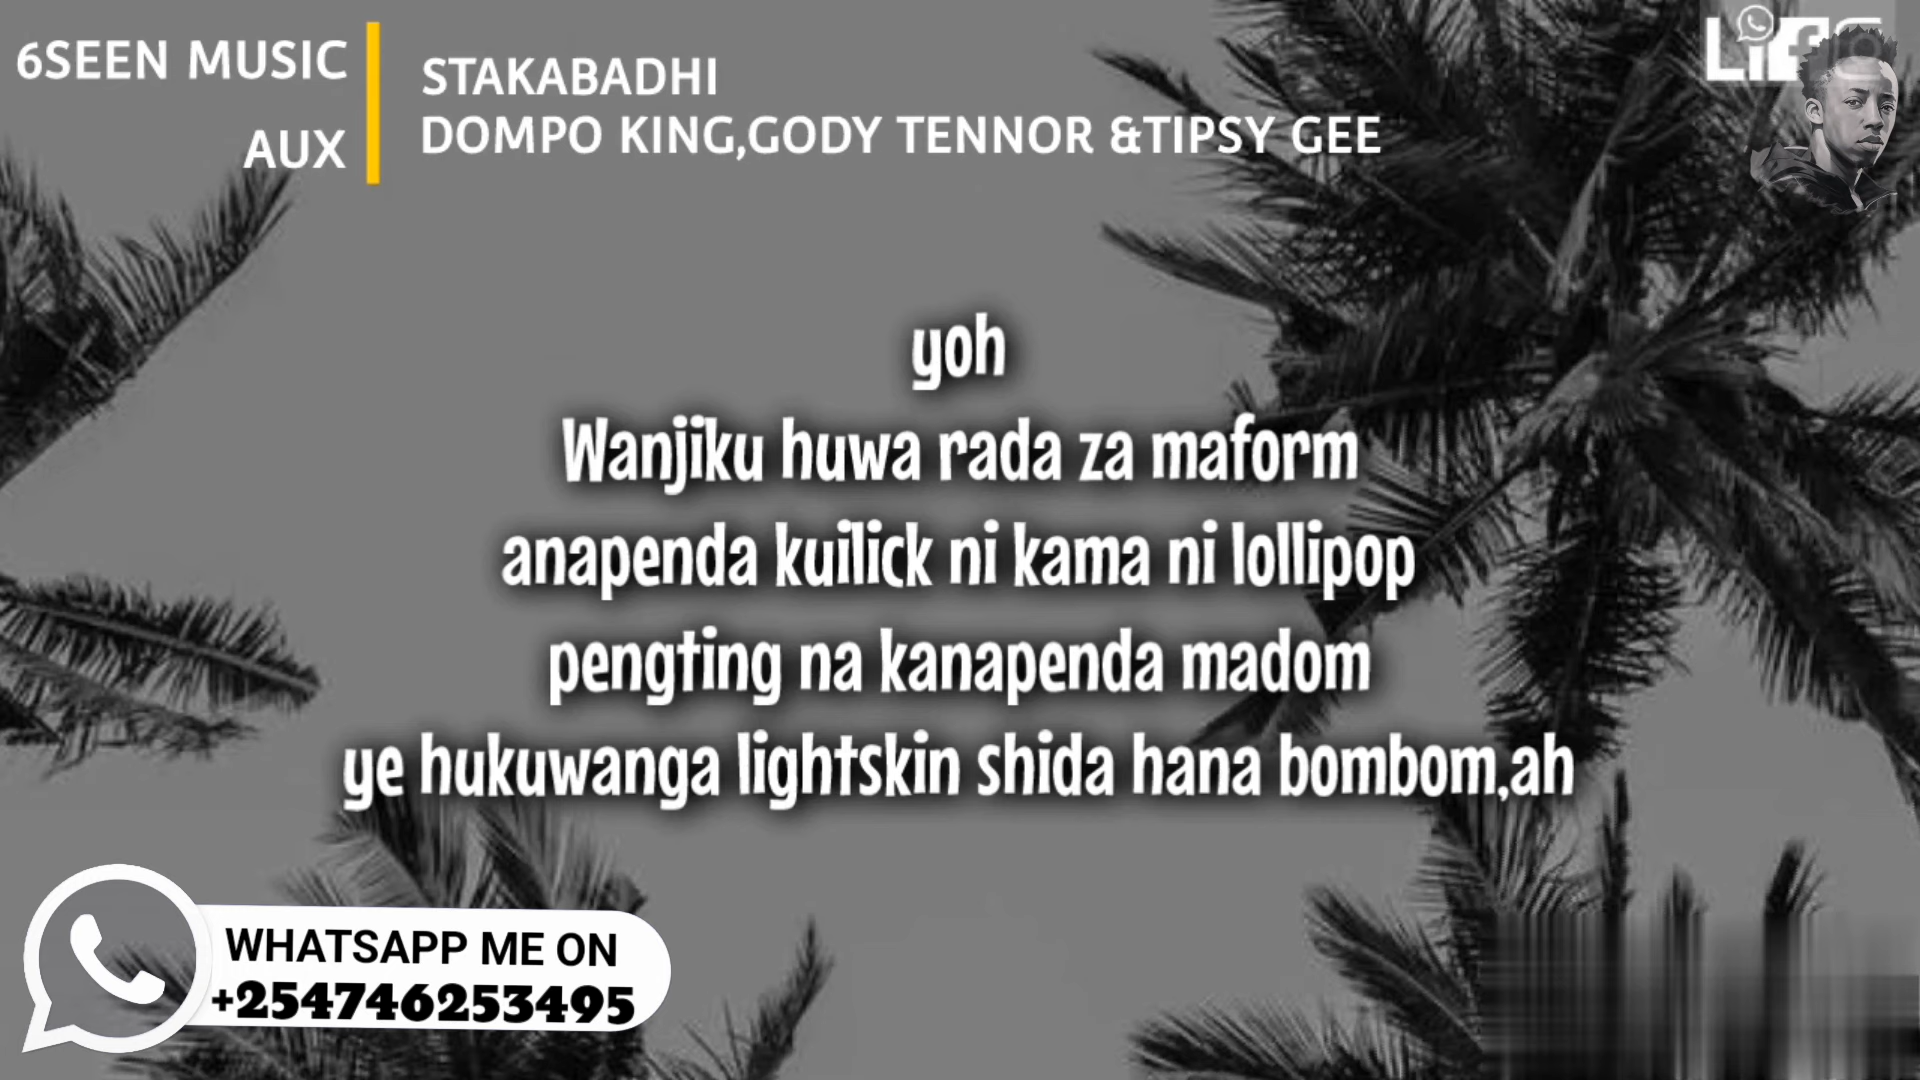 6SEEN MUSIC
AUX
STAKABADHI
DOMPO KING,GODY TENNOR &TIPSY GEE
yoh
Wanjiku huwa rada za maform
anapenda kuilick ni kama ni lollipop
pengting na kanapenda madom
ye hukuwanga lightskin shida hana bombom,ah
WHATSAPP ME ON
+254746253495